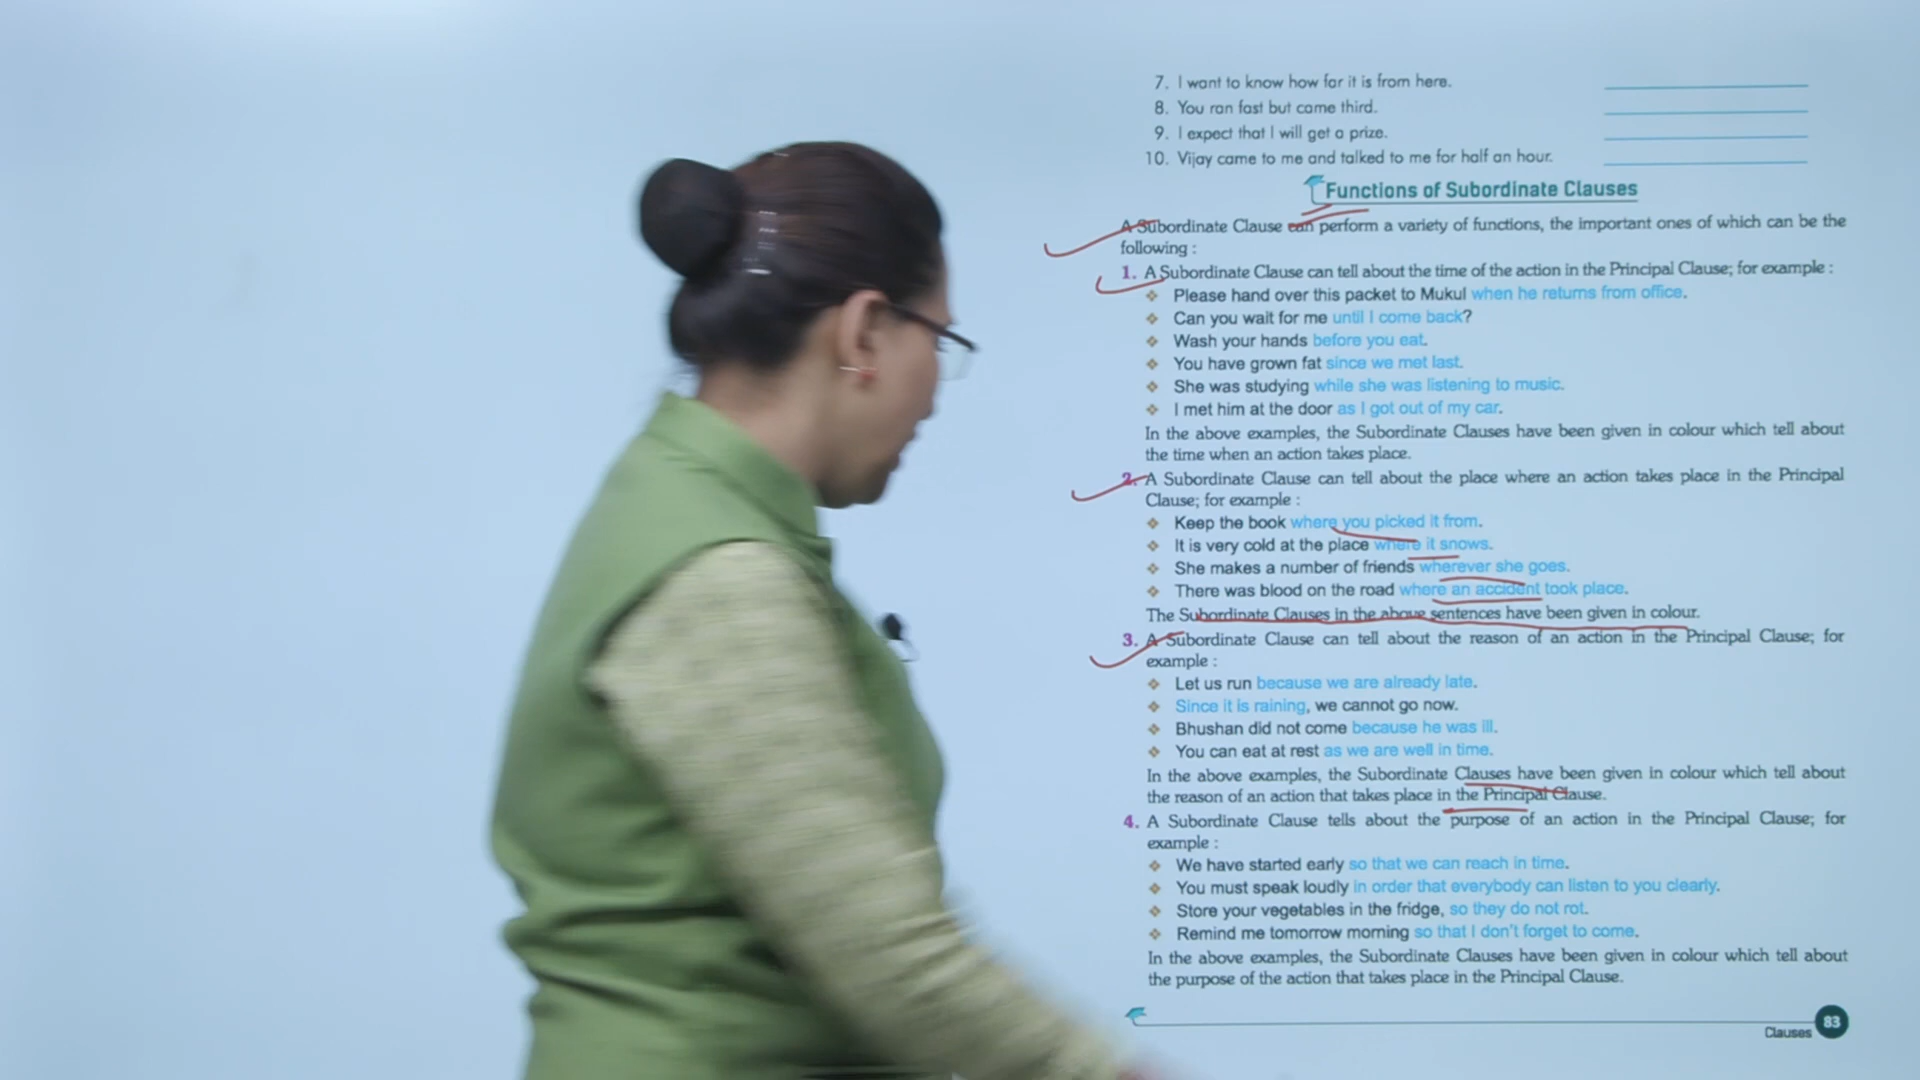 7. I want to know how far it is from here.
8. You ran fast but came third.
9. I expect that I will get a prize.
10. Vijay came to me and talked to me for half an hour.
Functions of Subordinate Clauses
A Subordinate Clause can perform a variety of functions, the important ones of which can be the
following :
1. A Subordinate Clause can tell about the time of the action in the Principal Clause; for example :
❖ Please hand over this packet to Mukul when he returns from office.
❖ Can you wait for me until I come back?
❖ Wash your hands before you eat.
❖ You have grown fat since we met last.
❖ She was studying while she was listening to music.
❖ I met him at the door as I got out of my car.
In the above examples, the Subordinate Clauses have been given in colour which tell about
the time when an action takes place.
2. A Subordinate Clause can tell about the place where an action takes place in the Principal
Clause; for example :
❖ Keep the book where you picked it from.
❖ It is very cold at the place where it snows.
❖ She makes a number of friends wherever she goes.
❖ There was blood on the road where an accident took place.
The Subordinate Clauses in the above sentences have been given in colour.
3. A Subordinate Clause can tell about the reason of an action in the Principal Clause; for
example :
❖ Let us run because we are already late.
❖ Since it is raining, we cannot go now.
❖ Bhushan did not come because he was ill.
❖ You can eat at rest as we are well in time.
In the above examples, the Subordinate Clauses have been given in colour which tell about
the reason of an action that takes place in the Principal Clause.
4. A Subordinate Clause tells about the purpose of an action in the Principal Clause; for
example :
❖ We have started early so that we can reach in time.
❖ You must speak loudly in order that everybody can listen to you clearly.
❖ Store your vegetables in the fridge, so they do not rot.
❖ Remind me tomorrow morning so that I don't forget to come.
In the above examples, the Subordinate Clauses have been given in colour which tell about
the purpose of the action that takes place in the Principal Clause.
Clauses 83